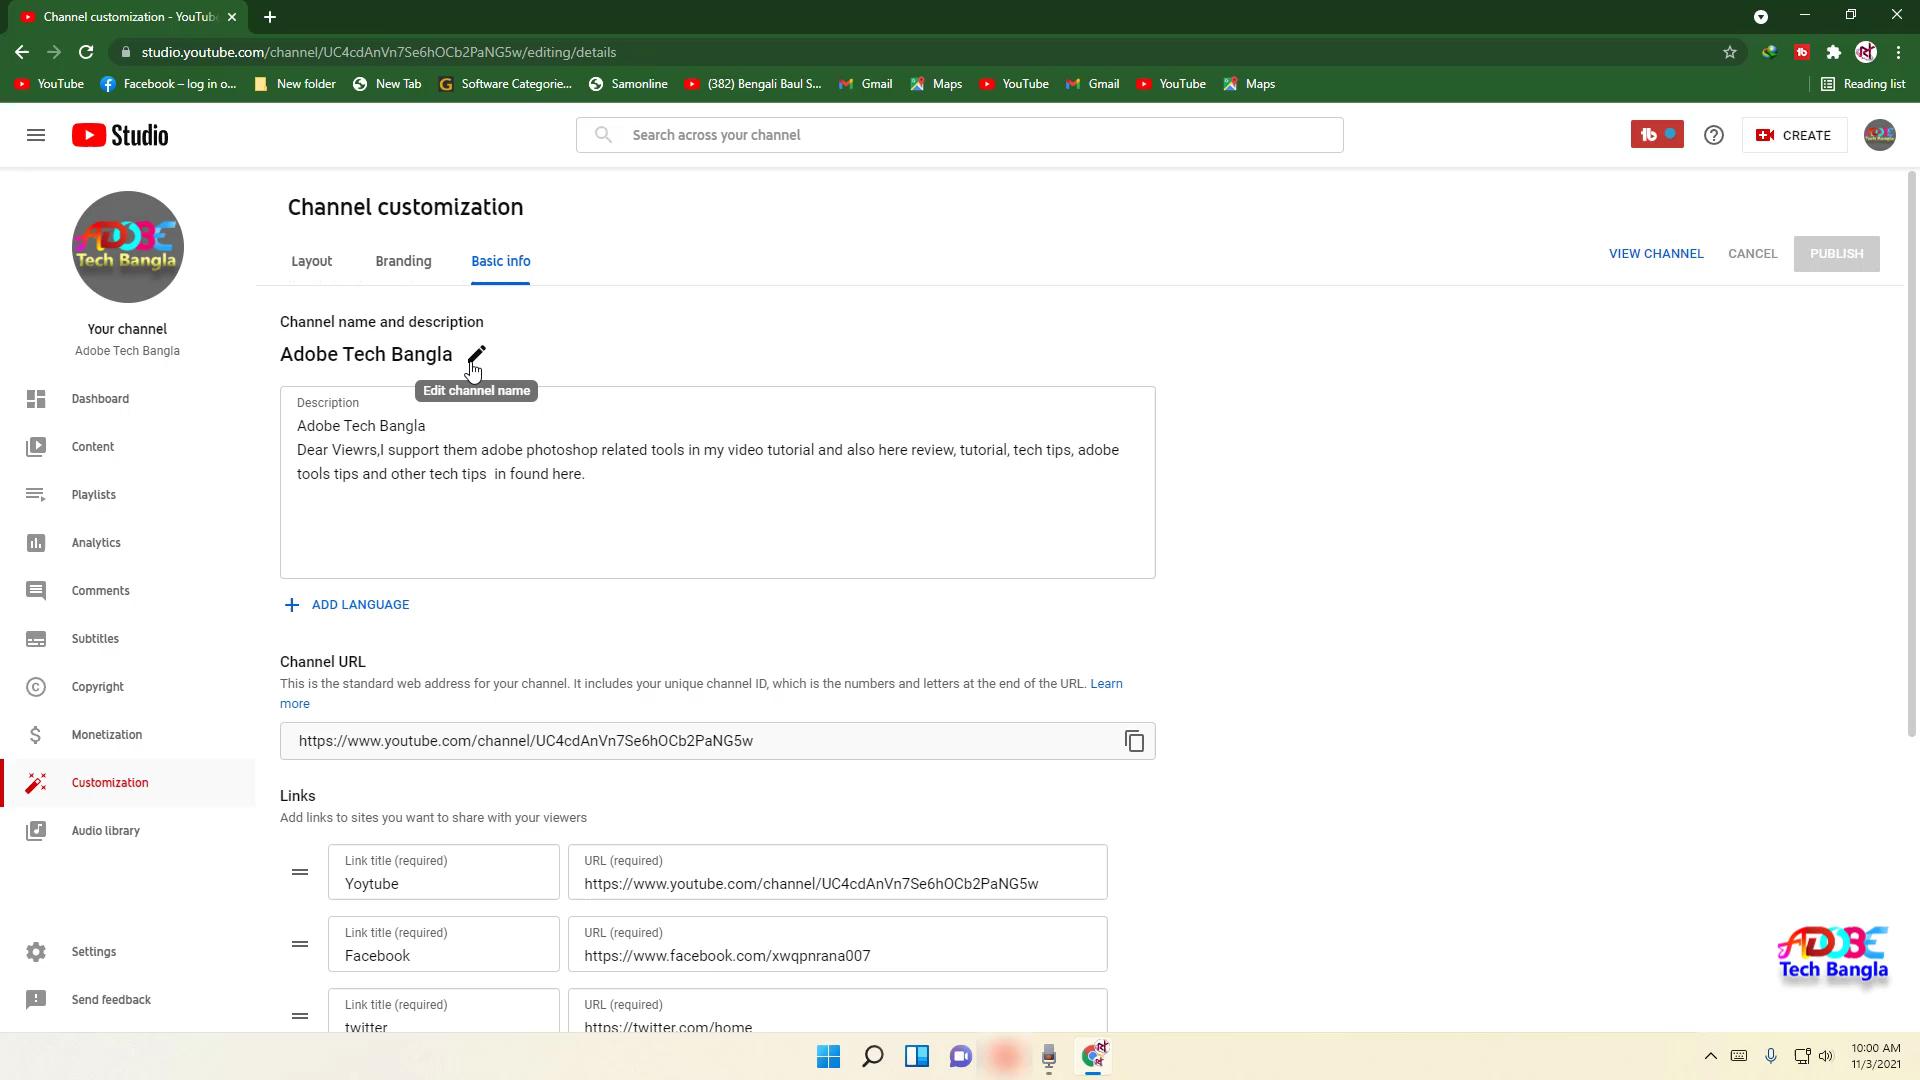 Channel customization - YouTub
studio.youtube.com/channel/UC4cdAnVn7Se6hOCb2PaNG5w/editing/details
YouTube
Facebook – log in o...
New folder
New Tab
Software Categorie...
Samonline
(382) Bengali Baul S...
Gmail
Maps
YouTube
Gmail
YouTube
Maps
Reading list
Studio
Search across your channel
CREATE
ADOBE
Tech Bangla
Your channel
Adobe Tech Bangla
Dashboard
Content
Playlists
Analytics
Comments
Subtitles
Copyright
Monetization
Customization
Audio library
Settings
Send feedback
Channel customization
Layout
Branding
Basic info
VIEW CHANNEL
CANCEL
PUBLISH
Channel name and description
Adobe Tech Bangla
Edit channel name
Description
Adobe Tech Bangla
Dear Viewrs,I support them adobe photoshop related tools in my video tutorial and also here review, tutorial, tech tips, adobe
tools tips and other tech tips in found here.
ADD LANGUAGE
Channel URL
This is the standard web address for your channel. It includes your unique channel ID, which is the numbers and letters at the end of the URL. Learn
more
https://www.youtube.com/channel/UC4cdAnVn7Se6hOCb2PaNG5w
Links
Add links to sites you want to share with your viewers
Link title (required)
Yoytube
URL (required)
https://www.youtube.com/channel/UC4cdAnVn7Se6hOCb2PaNG5w
Link title (required)
Facebook
URL (required)
https://www.facebook.com/xwqpnrana007
Link title (required)
twitter
URL (required)
https://twitter.com/home
ADOBE
Tech Bangla
10:00 AM
11/3/2021